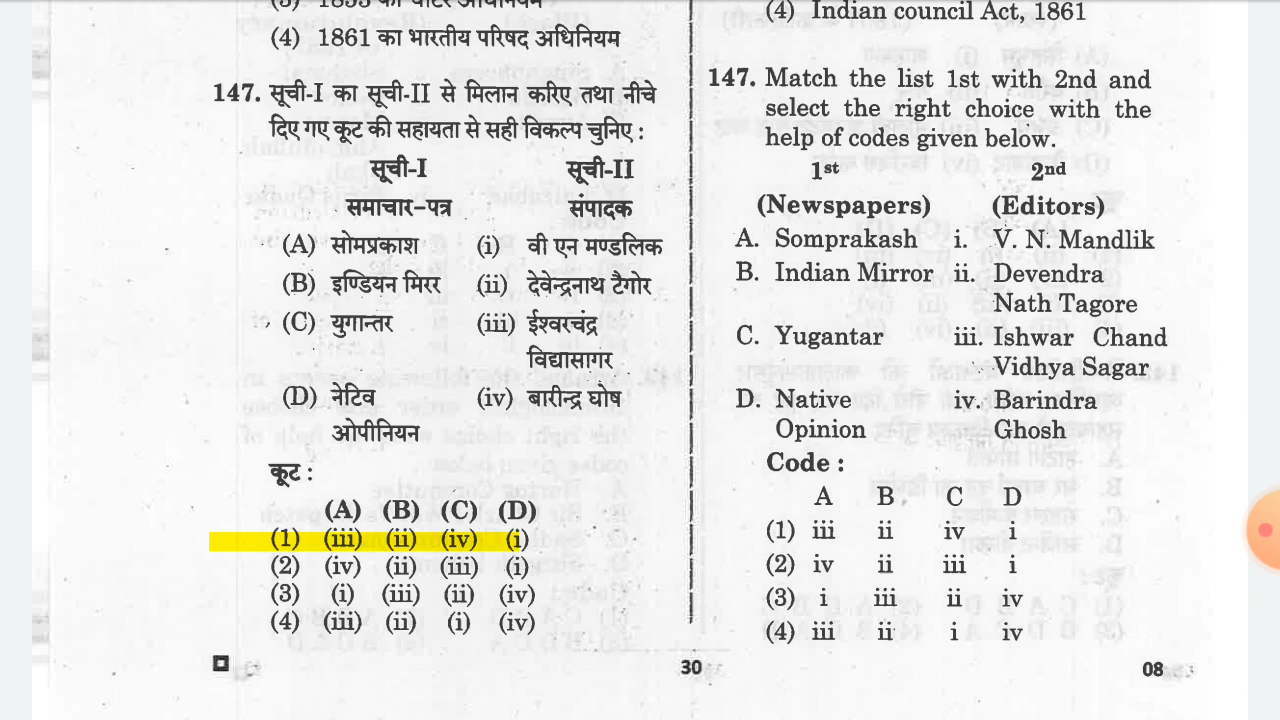 (4) 1861 का भारतीय परिषद अधिनियम
147. सूची-I का सूची-II से मिलान करिए तथा नीचे
दिए गए कूट की सहायता से सही विकल्प चुनिए :
सूची-I सूची-II
समाचार-पत्र संपादक
(A) सोमप्रकाश (i) वी एन मण्डलिक
(B) इण्डियन मिरर (ii) देवेन्द्रनाथ टैगोर
(C) युगान्तर (iii) ईश्वरचंद्र
विद्यासागर
(D) नेटिव (iv) बारीन्द्र घोष
ओपीनियन
कूट :
(A) (B) (C) (D)
(1) (iii) (ii) (iv) (i)
(2) (iv) (ii) (iii) (i)
(3) (i) (iii) (ii) (iv)
(4) (iii) (ii) (i) (iv)
(4) Indian council Act, 1861
147. Match the list 1st with 2nd and
select the right choice with the
help of codes given below.
1st 2nd
(Newspapers) (Editors)
A. Somprakash i. V. N. Mandlik
B. Indian Mirror ii. Devendra
Nath Tagore
C. Yugantar iii. Ishwar Chand
Vidhya Sagar
D. Native iv. Barindra
Opinion Ghosh
Code :
A B C D
(1) iii ii iv i
(2) iv ii iii i
(3) i iii ii iv
(4) iii ii i iv
30 08